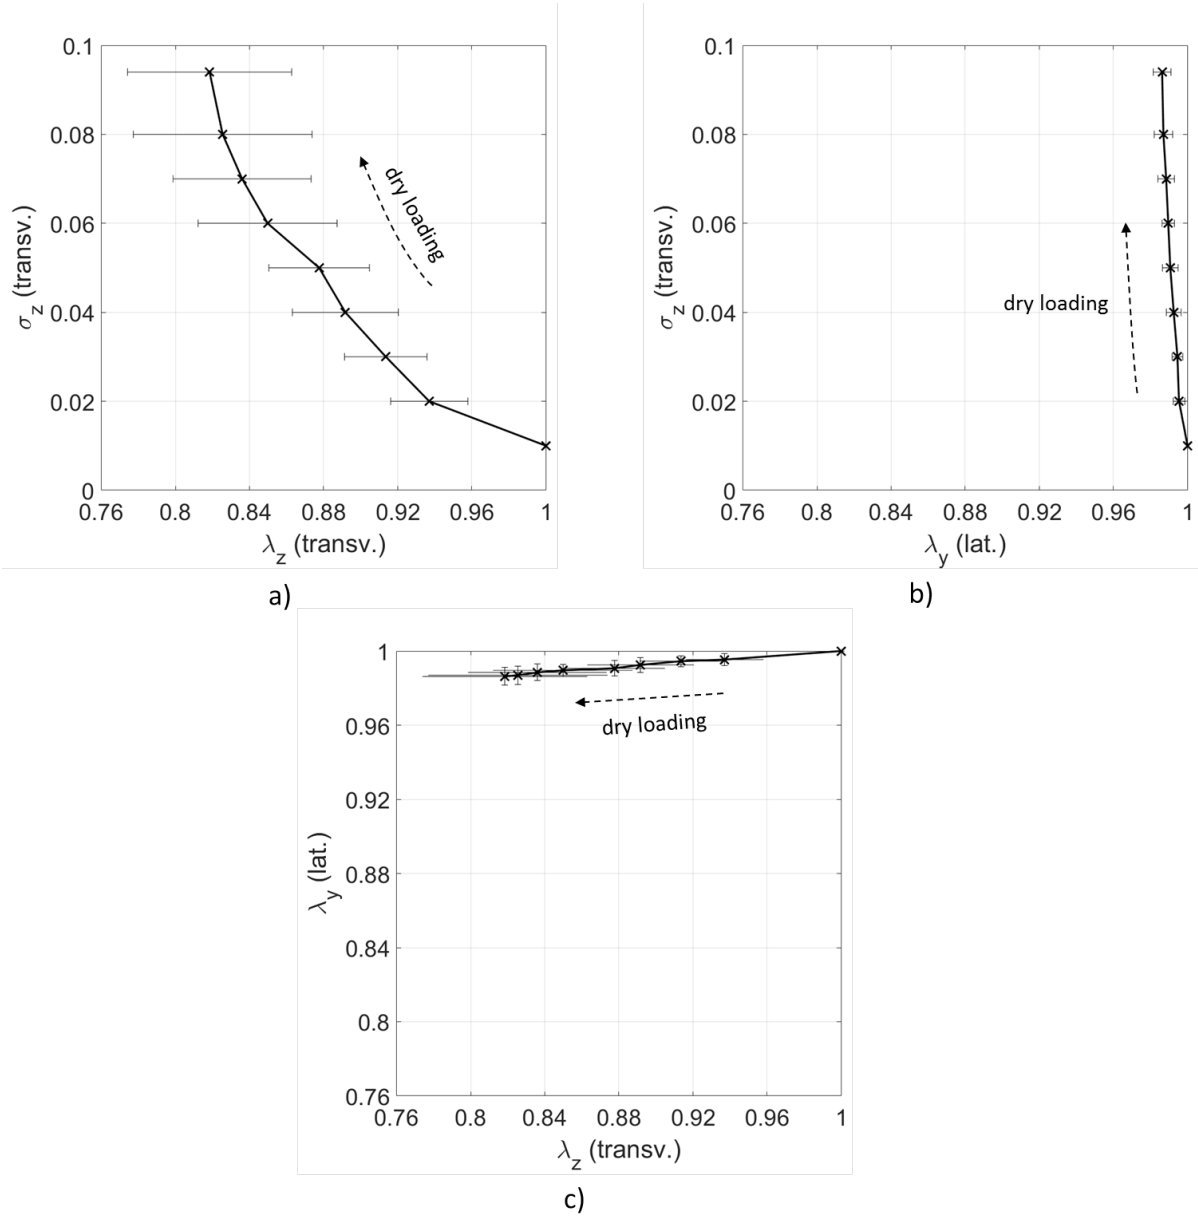 0.1
0.08
0.06
0.04
0.02
0
σz (transv.)
dry loading
0.76 0.8 0.84 0.88 0.92 0.96 1
λz (transv.)
a)
0.1
0.08
0.06
0.04
0.02
0
σz (transv.)
dry loading
0.76 0.8 0.84 0.88 0.92 0.96 1
λy (lat.)
b)
1
0.96
0.92
0.88
0.84
0.8
0.76
λy (lat.)
dry loading
0.76 0.8 0.84 0.88 0.92 0.96 1
λz (transv.)
c)